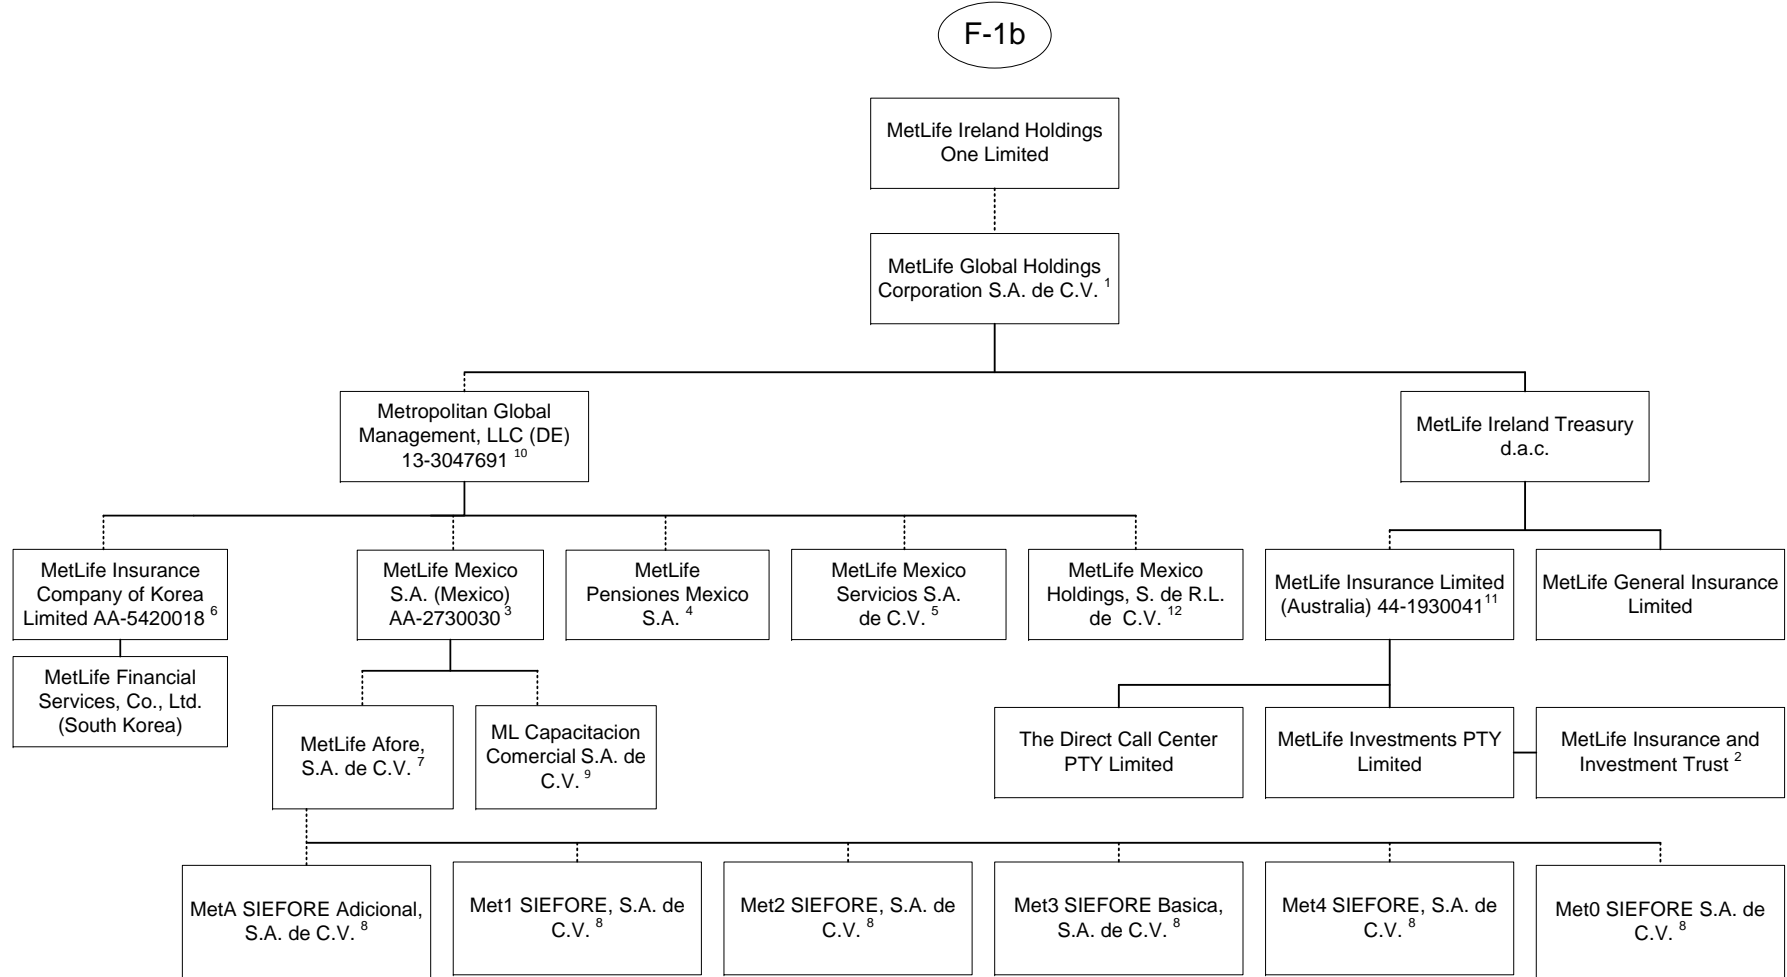 F-1b
MetLife Ireland Holdings
One Limited
MetLife Global Holdings
Corporation S.A. de C.V. 1
Metropolitan Global
Management, LLC (DE)
13-3047691 10
MetLife Ireland Treasury
d.a.c.
MetLife Insurance
Company of Korea
Limited AA-5420018 6
MetLife Mexico
S.A. (Mexico)
AA-2730030 3
MetLife
Pensiones Mexico
S.A. 4
MetLife Mexico
Servicios S.A.
de C.V. 5
MetLife Mexico
Holdings, S. de R.L.
de C.V. 12
MetLife Insurance Limited
(Australia) 44-1930041 11
MetLife General Insurance
Limited
MetLife Financial
Services, Co., Ltd.
(South Korea)
MetLife Afore,
S.A. de C.V. 7
ML Capacitacion
Comercial S.A. de
C.V. 9
The Direct Call Center
PTY Limited
MetLife Investments PTY
Limited
MetLife Insurance and
Investment Trust 2
MetA SIEFORE Adicional,
S.A. de C.V. 8
Met1 SIEFORE, S.A. de
C.V. 8
Met2 SIEFORE, S.A. de
C.V. 8
Met3 SIEFORE Basica,
S.A. de C.V. 8
Met4 SIEFORE, S.A. de
C.V. 8
Met0 SIEFORE S.A. de
C.V. 8